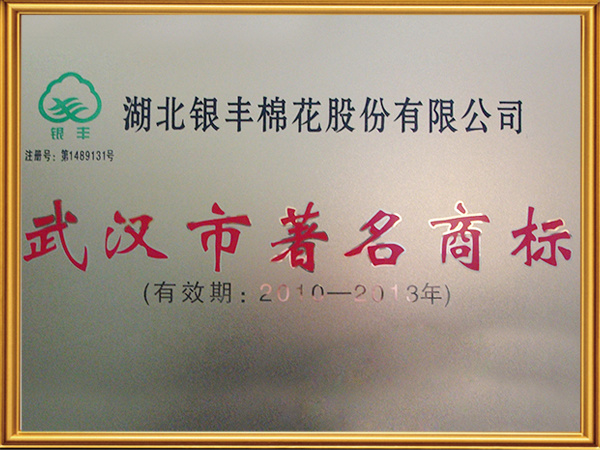 银丰
湖北银丰棉花股份有限公司
注册号：第1489131号
武汉市著名商标
(有效期：2010—2013年)